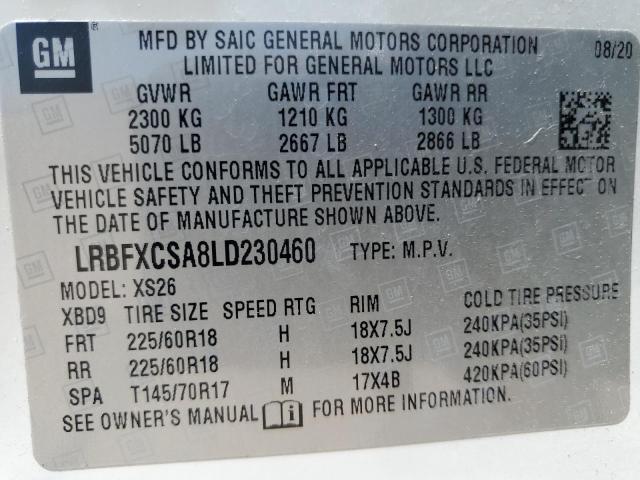 GM
MFD BY SAIC GENERAL MOTORS CORPORATION 08/20
LIMITED FOR GENERAL MOTORS LLC
GVWR GAWR FRT GAWR RR
2300 KG 1210 KG 1300 KG
5070 LB 2667 LB 2866 LB
THIS VEHICLE CONFORMS TO ALL APPLICABLE U.S. FEDERAL MOTOR
VEHICLE SAFETY AND THEFT PREVENTION STANDARDS IN EFFECT ON
THE DATE OF MANUFACTURE SHOWN ABOVE.
LRBFXCSA8LD230460 TYPE: M.P.V.
MODEL: XS26
XBD9 TIRE SIZE SPEED RTG RIM COLD TIRE PRESSURE
FRT 225/60R18 H 18X7.5J 240KPA(35PSI)
RR 225/60R18 H 18X7.5J 240KPA(35PSI)
SPA T145/70R17 M 17X4B 420KPA(60PSI)
SEE OWNER'S MANUAL i FOR MORE INFORMATION.